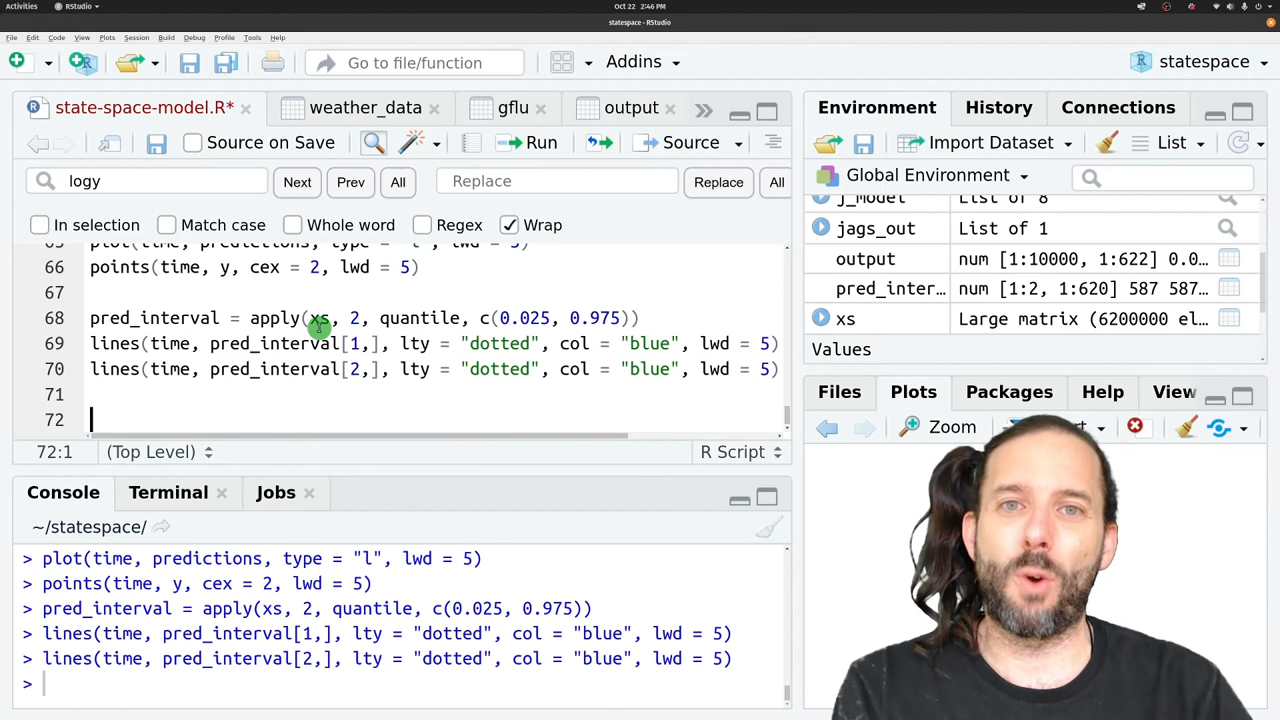 Activities
RStudio
Oct 22 2:46 PM
statespace - RStudio
File Edit Code View Plots Session Build Debug Profile Tools Help
Go to file/function
Addins
statespace
state-space-model.R*
weather_data
gflu
output
Source on Save
Run
Source
logy
Next
Prev
All
Replace
Replace
All
In selection
Match case
Whole word
Regex
Wrap
65 plot(time, predictions, type = "l", lwd = 5)
66 points(time, y, cex = 2, lwd = 5)
67
68 pred_interval = apply(xs, 2, quantile, c(0.025, 0.975))
69 lines(time, pred_interval[1,], lty = "dotted", col = "blue", lwd = 5)
70 lines(time, pred_interval[2,], lty = "dotted", col = "blue", lwd = 5)
71
72
72:1 (Top Level) R Script
Console Terminal Jobs
~/statespace/
> plot(time, predictions, type = "l", lwd = 5)
> points(time, y, cex = 2, lwd = 5)
> pred_interval = apply(xs, 2, quantile, c(0.025, 0.975))
> lines(time, pred_interval[1,], lty = "dotted", col = "blue", lwd = 5)
> lines(time, pred_interval[2,], lty = "dotted", col = "blue", lwd = 5)
>
Environment History Connections
Import Dataset
List
Global Environment
j_model List of 8
jags_out List of 1
output num [1:10000, 1:622] 0.0…
pred_inter… num [1:2, 1:620] 587 587…
xs Large matrix (6200000 el…
Values
Files Plots Packages Help View
Zoom